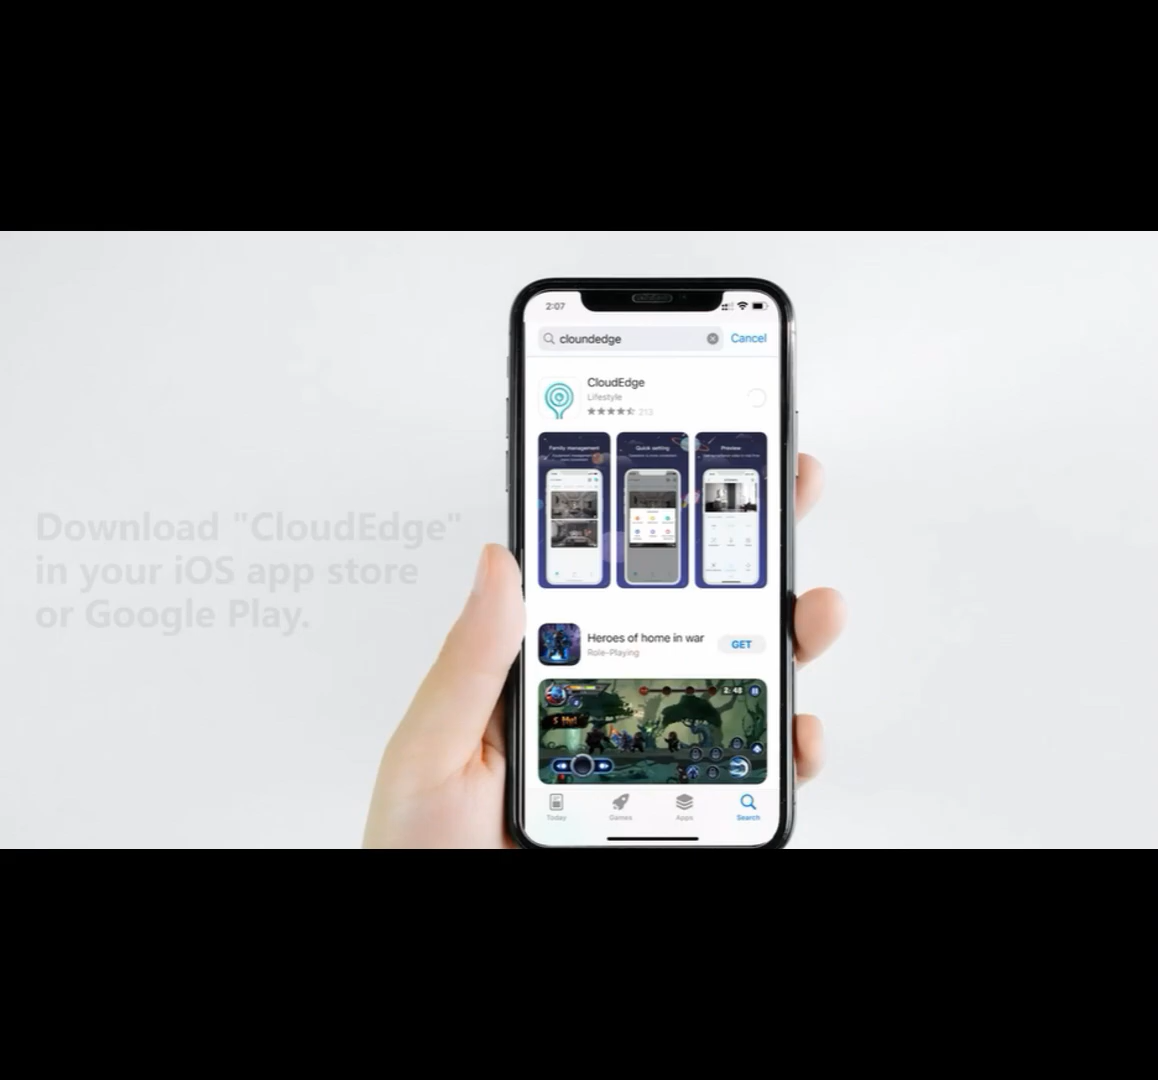 Download "CloudEdge"
in your iOS app store
or Google Play.
2:07
cloundedge
Cancel
CloudEdge
Lifestyle
213
Family management
Quick setting
Preview
Heroes of home in war
Role-Playing
GET
2:48
Today
Games
Apps
Search